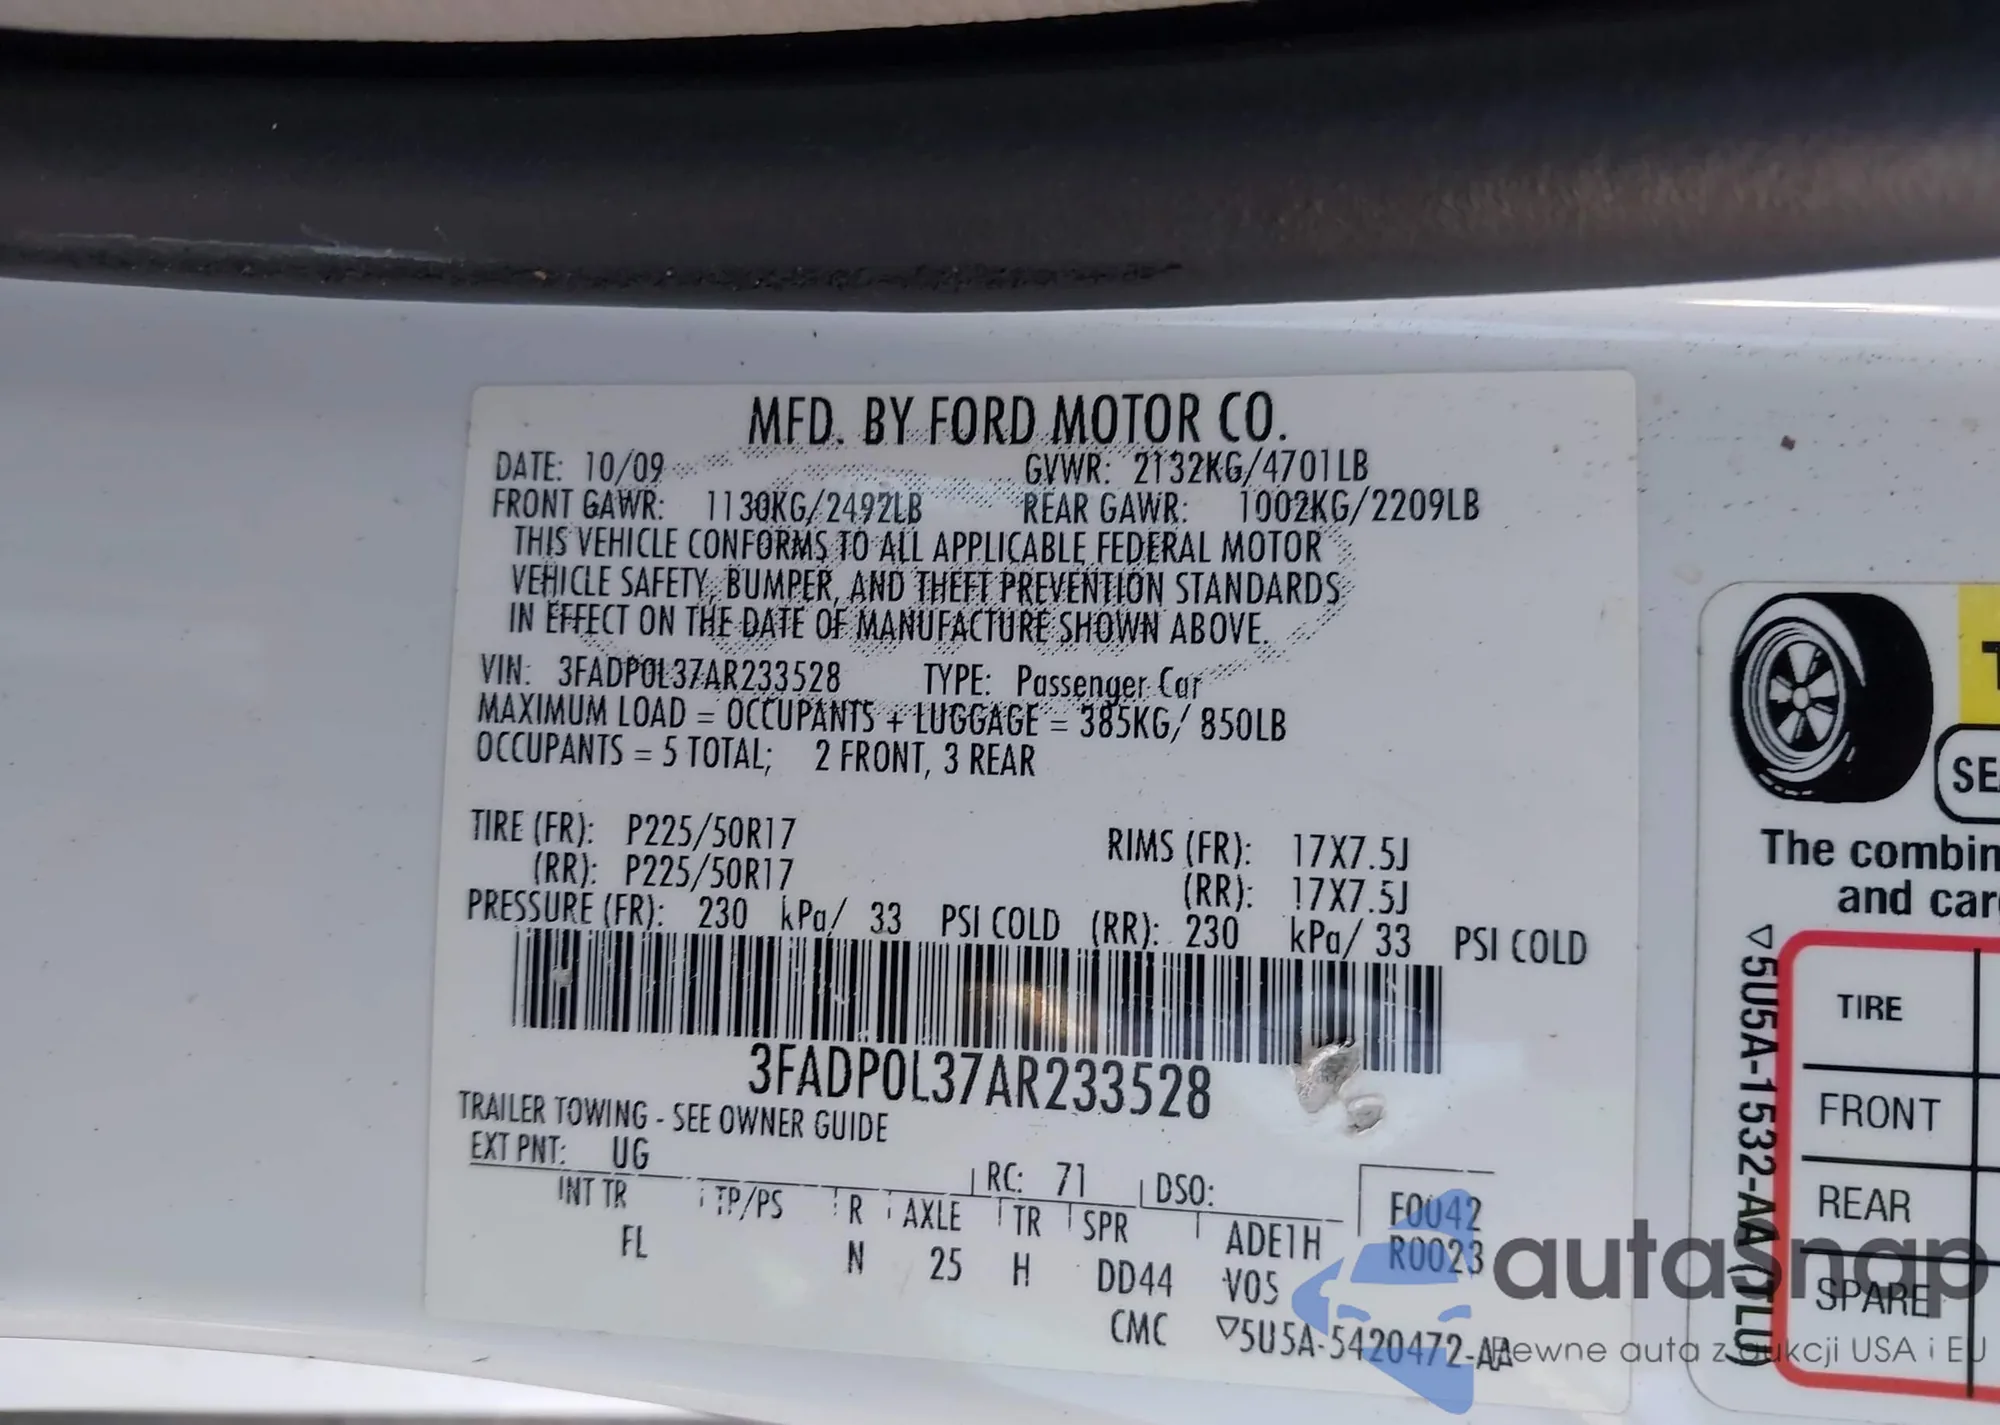 MFD. BY FORD MOTOR CO.
DATE: 10/09 GVWR: 2132KG/4701LB
FRONT GAWR: 1130KG/2492LB REAR GAWR: 1002KG/2209LB
THIS VEHICLE CONFORMS TO ALL APPLICABLE FEDERAL MOTOR
VEHICLE SAFETY, BUMPER, AND THEFT PREVENTION STANDARDS
IN EFFECT ON THE DATE OF MANUFACTURE SHOWN ABOVE.
VIN: 3FADP0L37AR233528 TYPE: Passenger Car
MAXIMUM LOAD = OCCUPANTS + LUGGAGE = 385KG/ 850LB
OCCUPANTS = 5 TOTAL; 2 FRONT, 3 REAR
TIRE (FR): P225/50R17 RIMS (FR): 17X7.5J
(RR): P225/50R17 (RR): 17X7.5J
PRESSURE (FR): 230 kPa/ 33 PSI COLD (RR): 230 kPa/ 33 PSI COLD
3FADP0L37AR233528
TRAILER TOWING - SEE OWNER GUIDE
EXT PNT: UG RC: 71 DSO:
INT TR TP/PS R AXLE TR SPR ADE1H F0042
FL N 25 H DD44 V05 R0023
CMC ▽5U5A-5420472-AA
T
SEA
The combin
and carg
▽5U5A-1532-AA (TLU)
TIRE
FRONT
REAR
SPARE
autosnap
Pewne auta z aukcji USA i EU